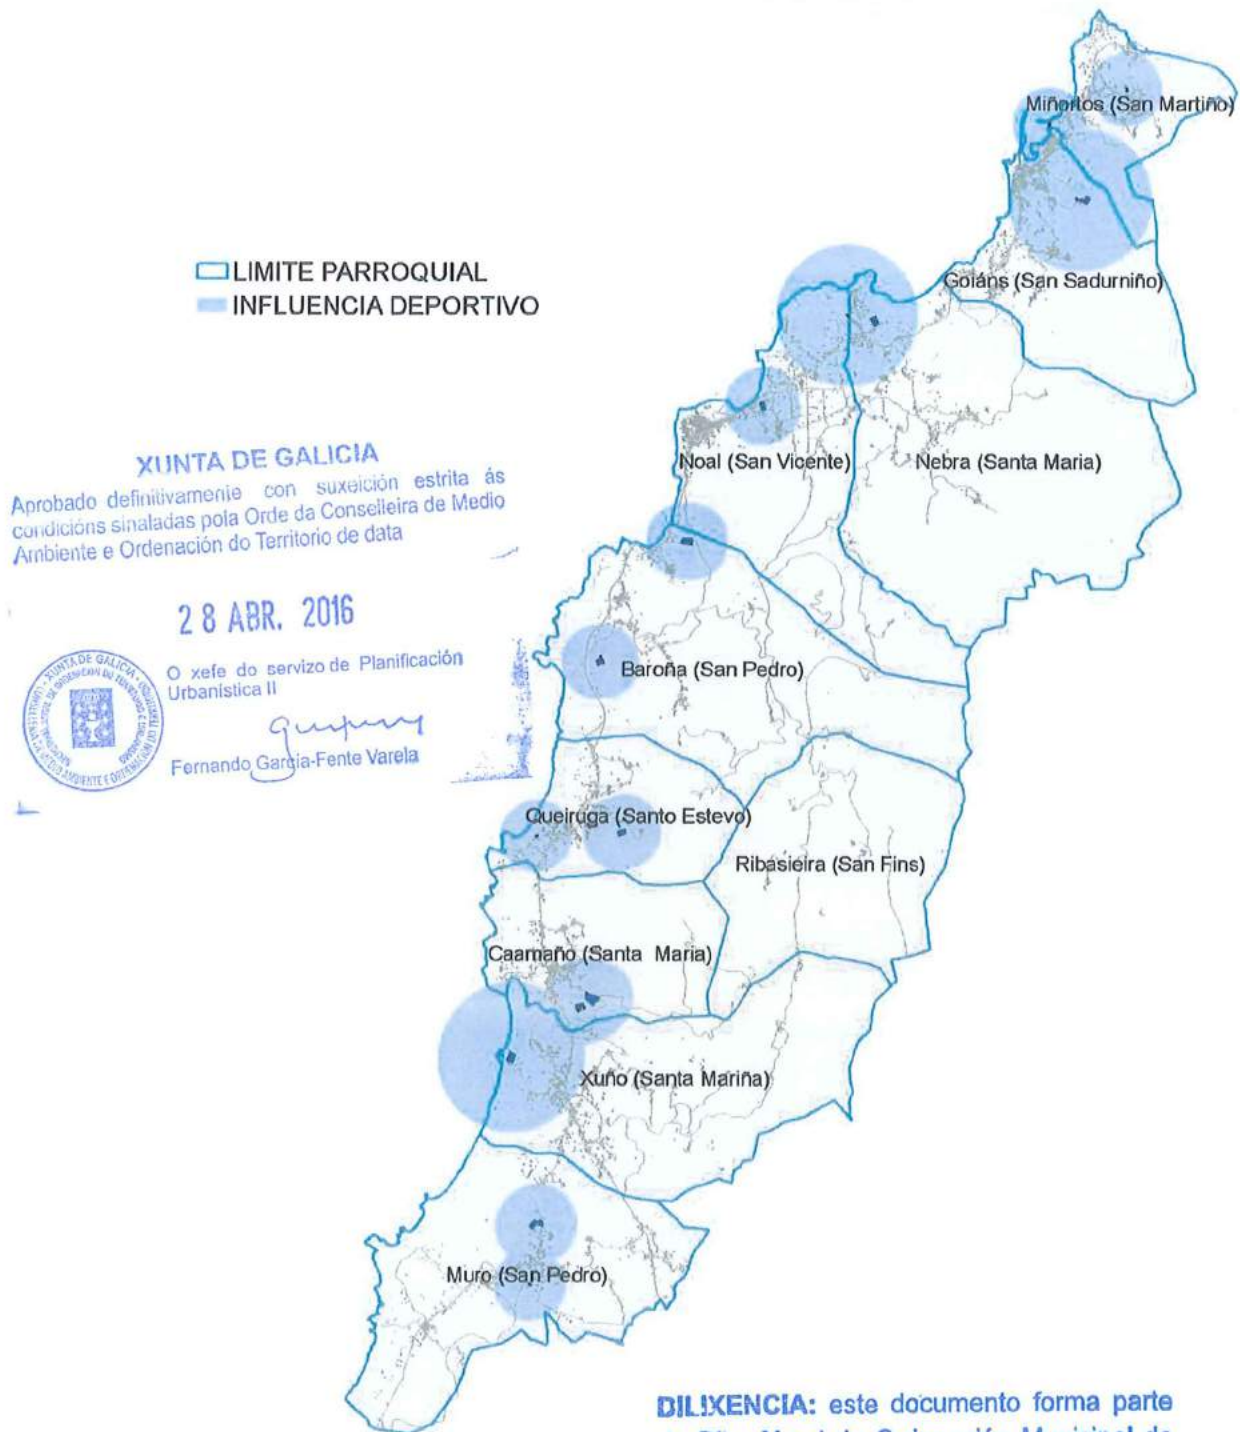 Miñortos (San Martiño)
LIMITE PARROQUIAL
INFLUENCIA DEPORTIVO
Goiáns (San Sadurniño)
XUNTA DE GALICIA
Aprobado definitivamente con suxeición estrita ás
condicións sinaladas pola Orde da Conselleira de Medio
Ambiente e Ordenación do Territorio de data
28 ABR. 2016
O xefe do servizo de Planificación
Urbanística II
Fernando García-Fente Varela
Noal (San Vicente)
Nebra (Santa Maria)
Baroña (San Pedro)
Queiruga (Santo Estevo)
Ribasieira (San Fins)
Caamaño (Santa Maria)
Xuño (Santa Mariña)
Muro (San Pedro)
DILIXENCIA: este documento forma parte